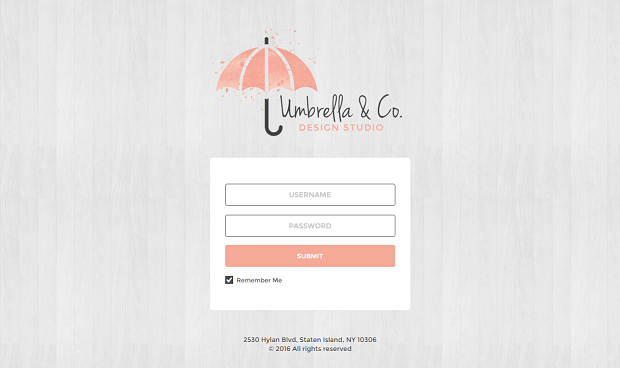 Umbrella & Co.
DESIGN STUDIO
USERNAME
PASSWORD
SUBMIT
Remember Me
2530 Hylan Blvd, Staten Island, NY 10306
© 2016 All rights reserved